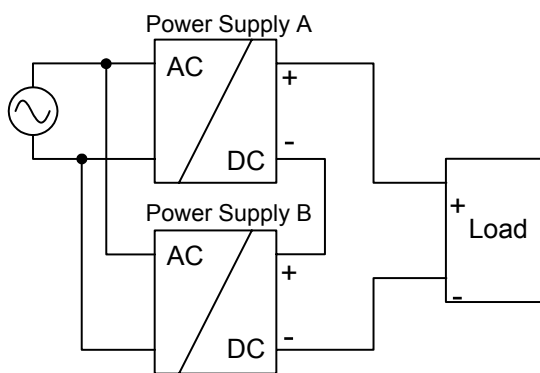 Power Supply A
AC
+
-
DC
Power Supply B
AC
+
-
DC
+
Load
-